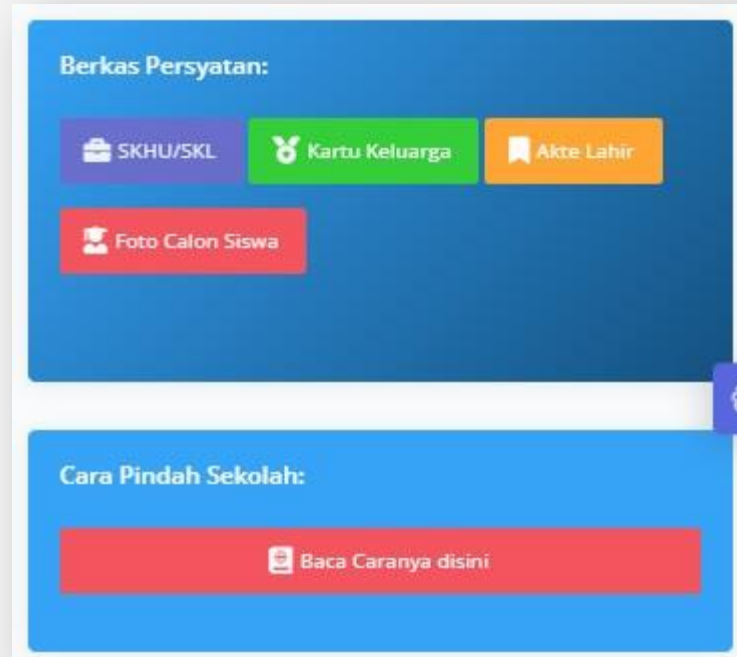 Berkas Persyatan:
SKHU/SKL Kartu Keluarga Akte Lahir
Foto Calon Siswa
Cara Pindah Sekolah:
Baca Caranya disini